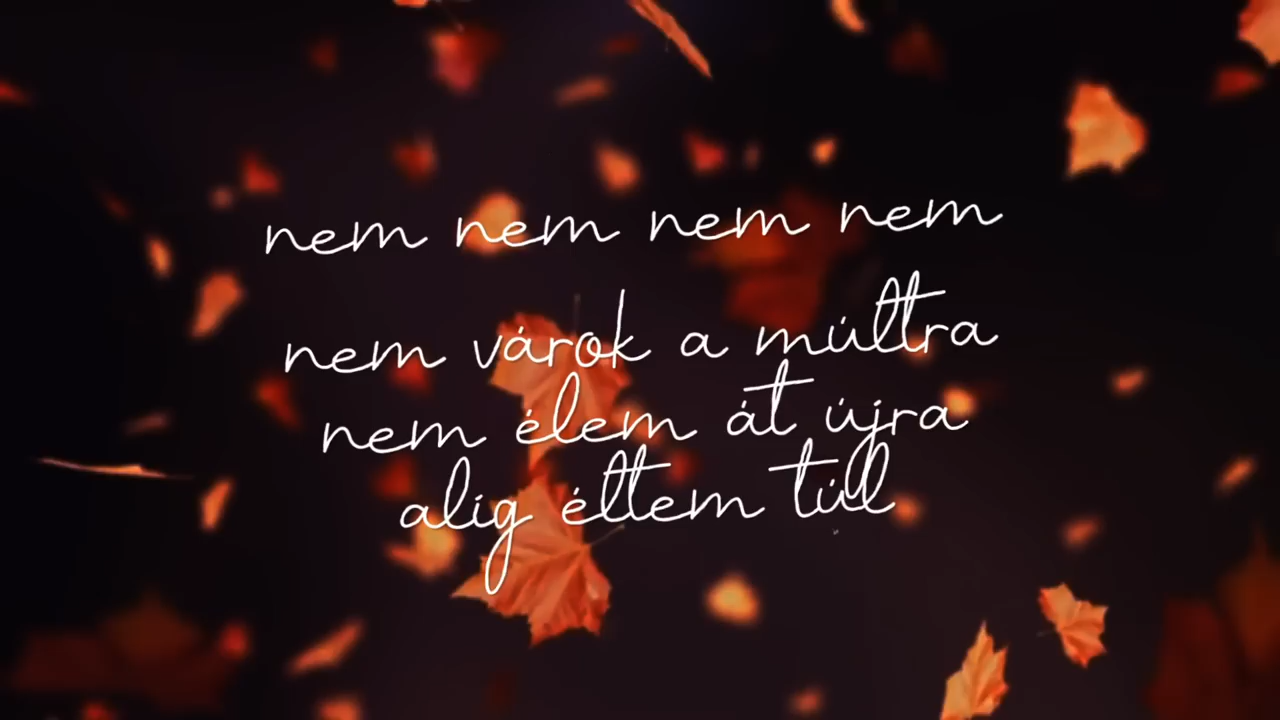 nem nem nem nem
nem várok a múltra
nem élem át újra
alig éltem túl